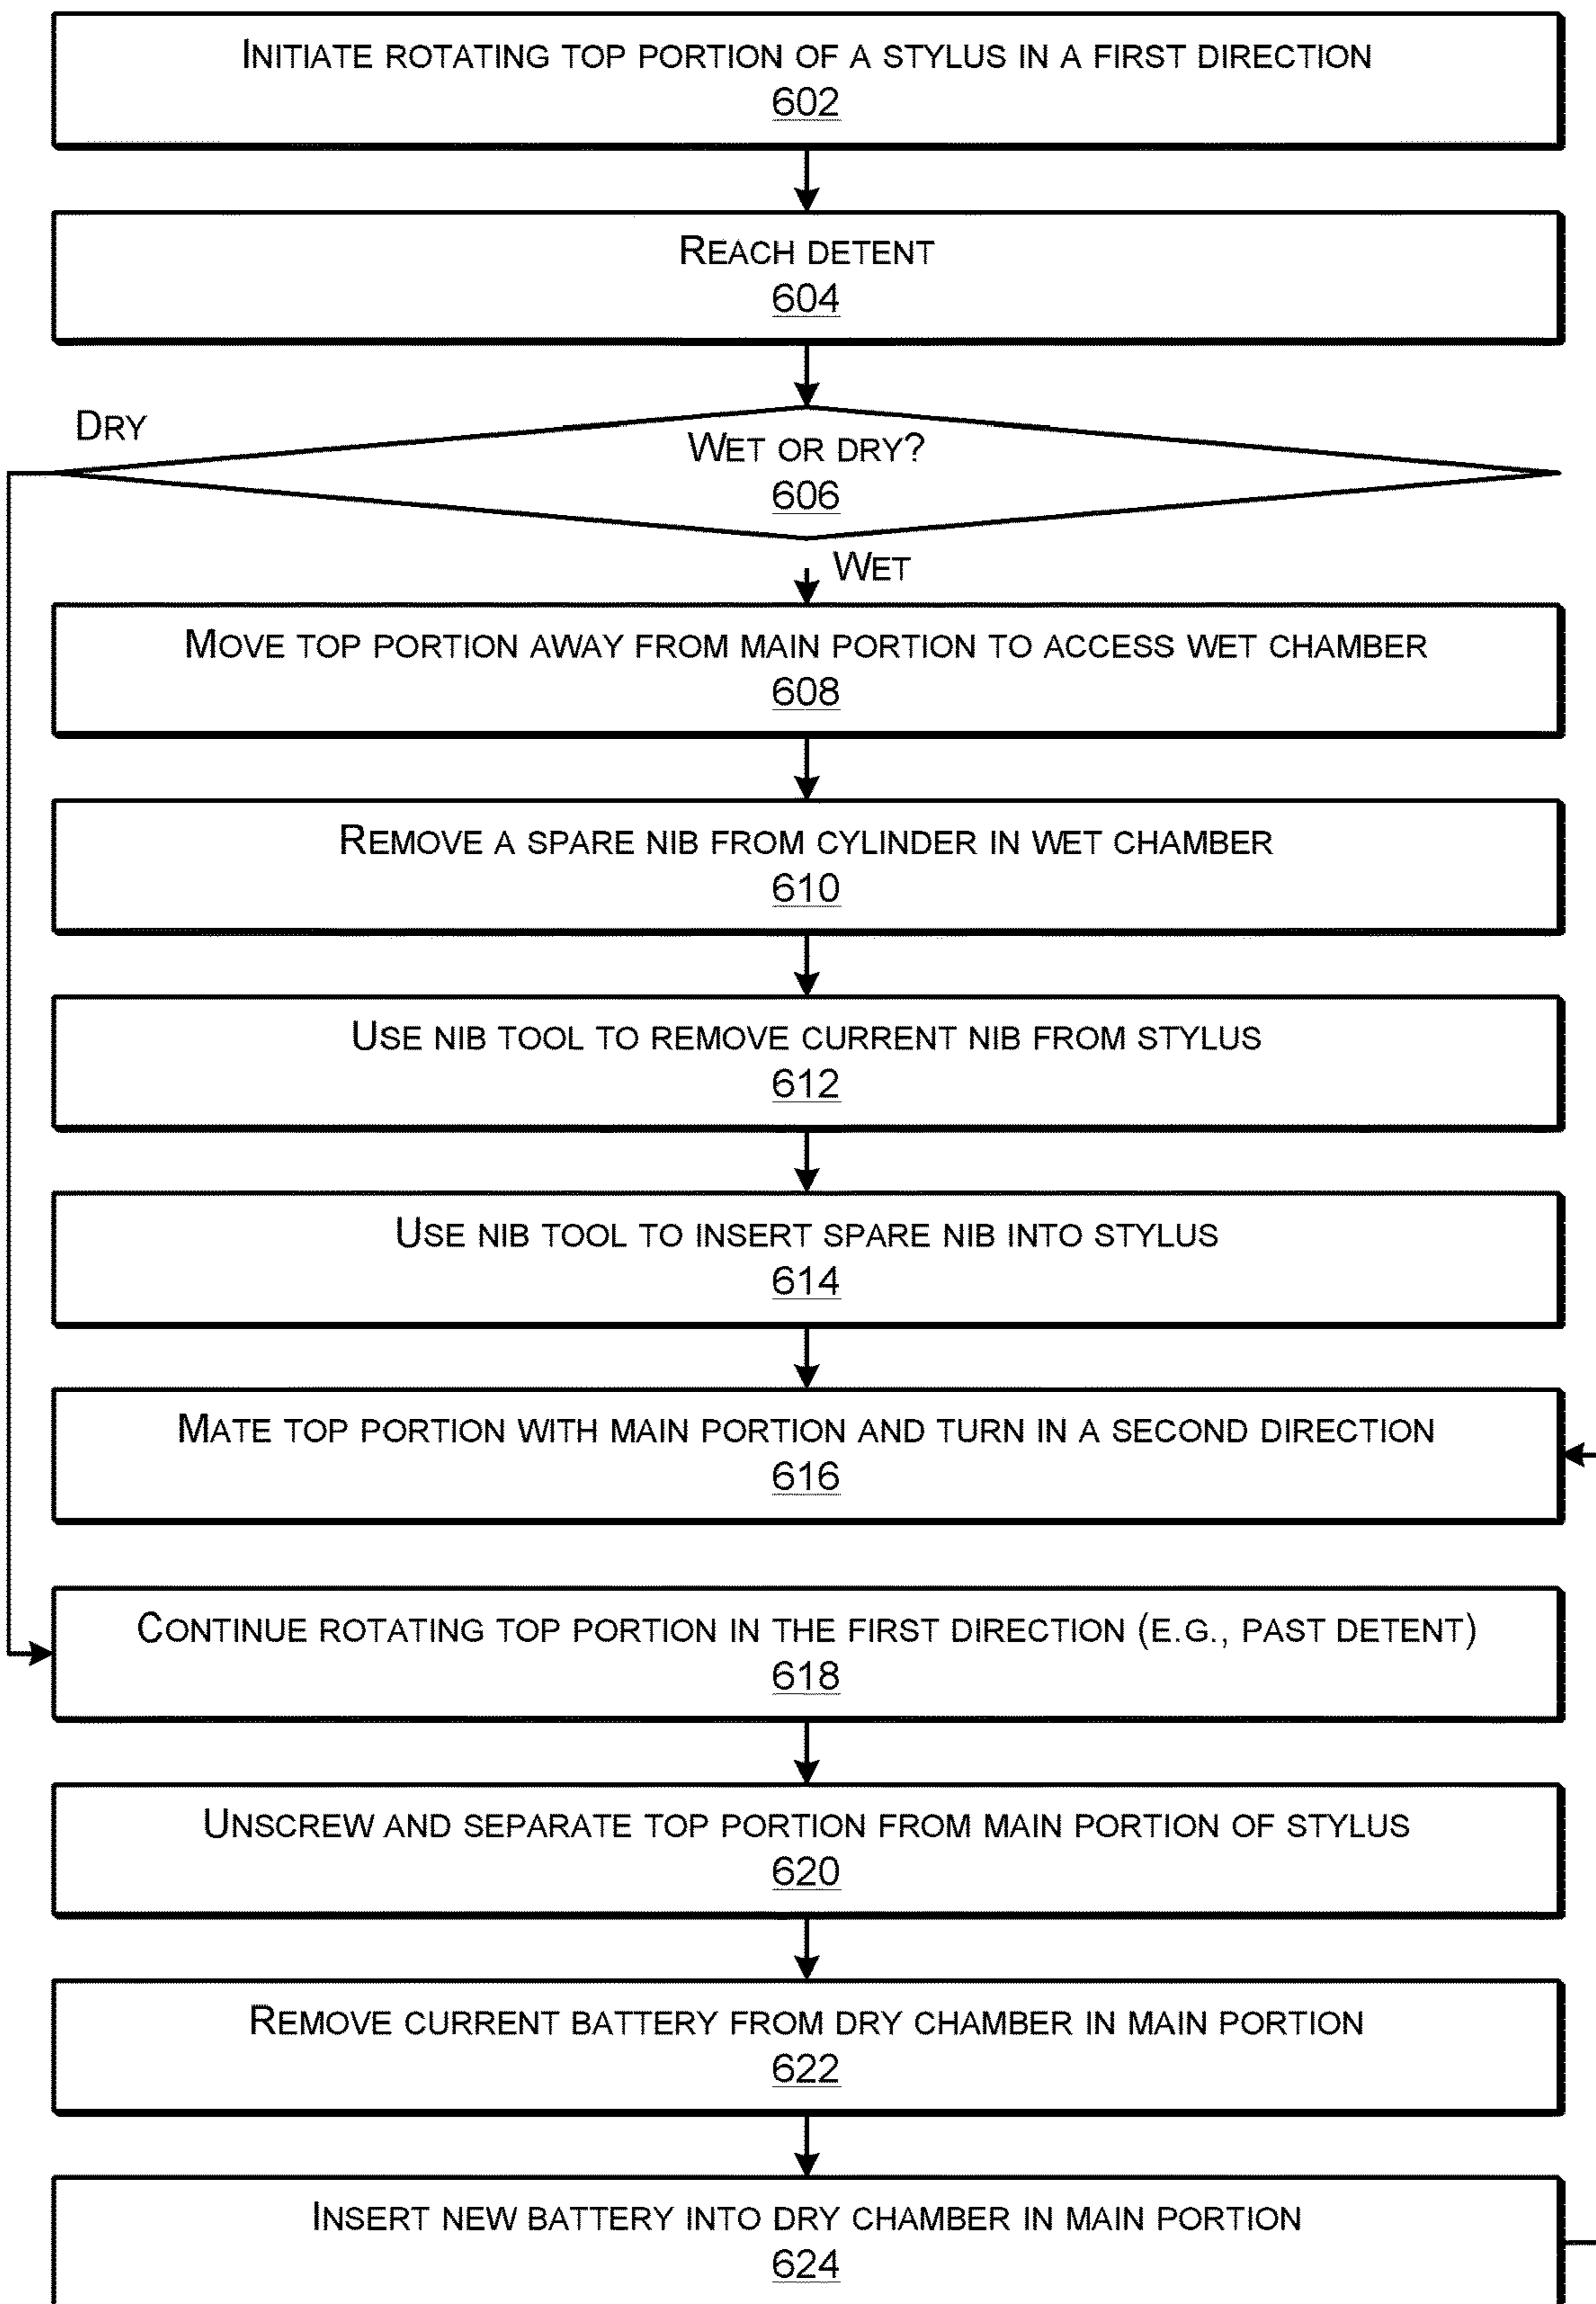 INITIATE ROTATING TOP PORTION OF A STYLUS IN A FIRST DIRECTION
602
REACH DETENT
604
DRY
WET OR DRY?
606
WET
MOVE TOP PORTION AWAY FROM MAIN PORTION TO ACCESS WET CHAMBER
608
REMOVE A SPARE NIB FROM CYLINDER IN WET CHAMBER
610
USE NIB TOOL TO REMOVE CURRENT NIB FROM STYLUS
612
USE NIB TOOL TO INSERT SPARE NIB INTO STYLUS
614
MATE TOP PORTION WITH MAIN PORTION AND TURN IN A SECOND DIRECTION
616
CONTINUE ROTATING TOP PORTION IN THE FIRST DIRECTION (E.G., PAST DETENT)
618
UNSCREW AND SEPARATE TOP PORTION FROM MAIN PORTION OF STYLUS
620
REMOVE CURRENT BATTERY FROM DRY CHAMBER IN MAIN PORTION
622
INSERT NEW BATTERY INTO DRY CHAMBER IN MAIN PORTION
624